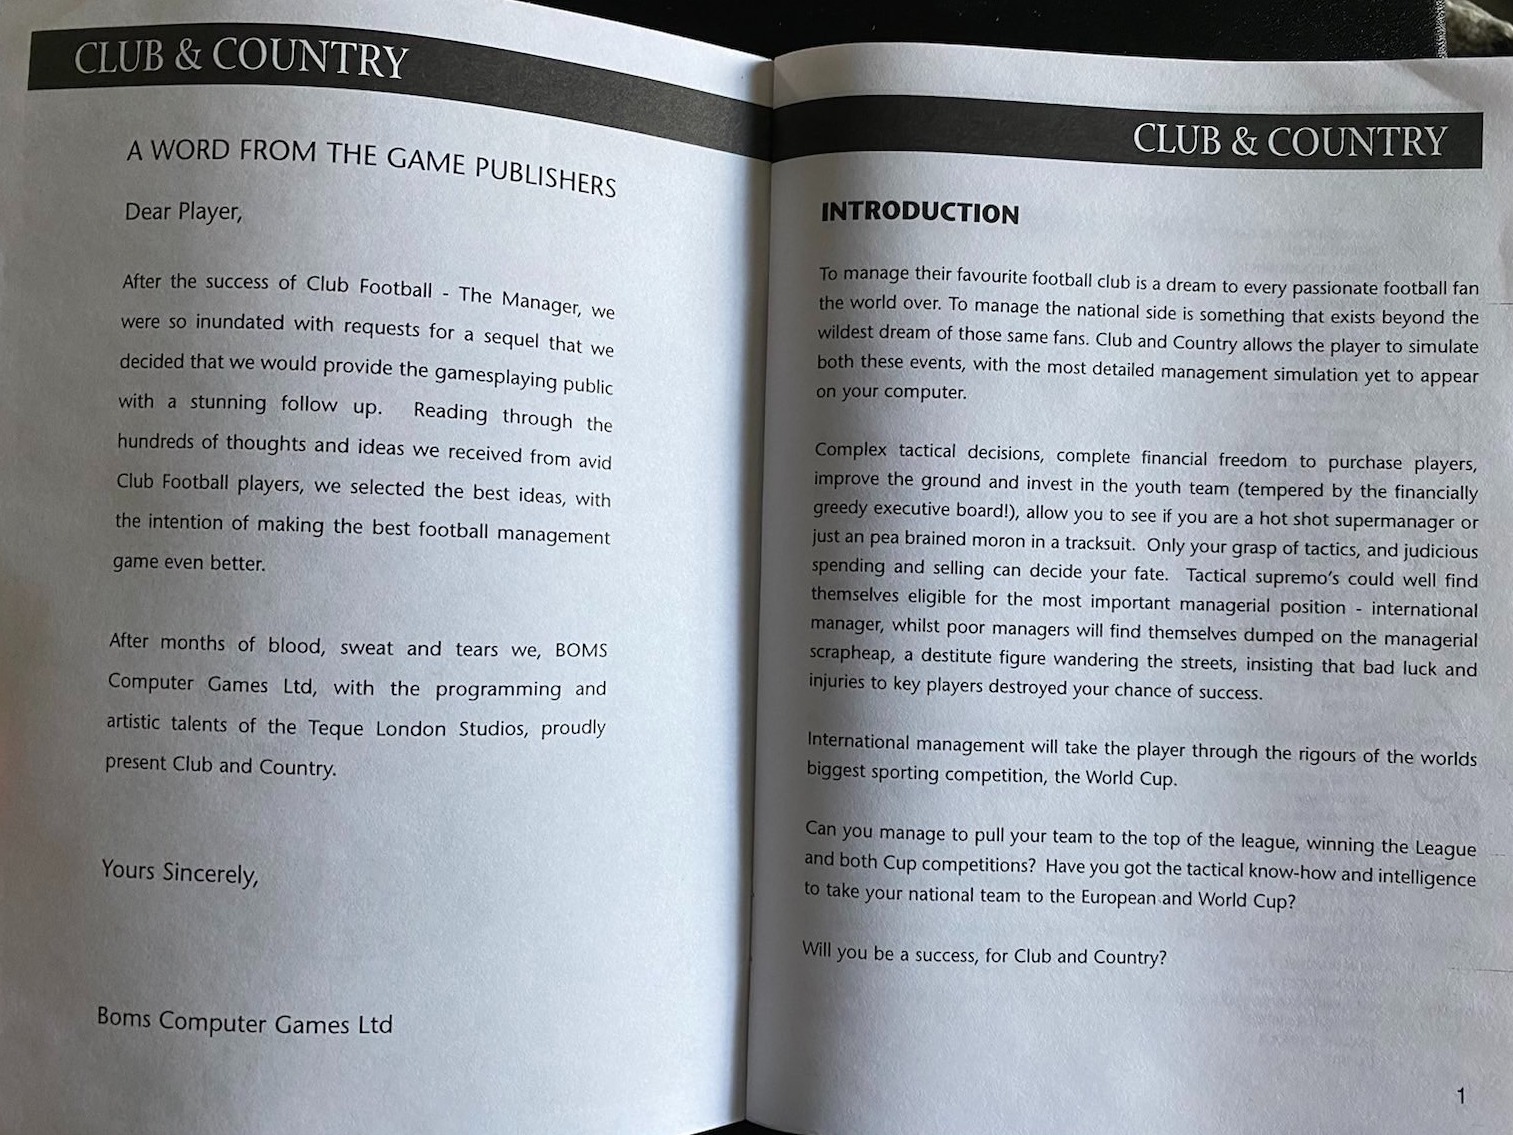 CLUB & COUNTRY
A WORD FROM THE GAME PUBLISHERS
Dear Player,
After the success of Club Football - The Manager, we
were so inundated with requests for a sequel that we
decided that we would provide the gamesplaying public
with a stunning follow up. Reading through the
hundreds of thoughts and ideas we received from avid
Club Football players, we selected the best ideas, with
the intention of making the best football management
game even better.
After months of blood, sweat and tears we, BOMS
Computer Games Ltd, with the programming and
artistic talents of the Teque London Studios, proudly
present Club and Country.
Yours Sincerely,
Boms Computer Games Ltd
CLUB & COUNTRY
INTRODUCTION
To manage their favourite football club is a dream to every passionate football fan
the world over. To manage the national side is something that exists beyond the
wildest dream of those same fans. Club and Country allows the player to simulate
both these events, with the most detailed management simulation yet to appear
on your computer.
Complex tactical decisions, complete financial freedom to purchase players,
improve the ground and invest in the youth team (tempered by the financially
greedy executive board!), allow you to see if you are a hot shot supermanager or
just an pea brained moron in a tracksuit. Only your grasp of tactics, and judicious
spending and selling can decide your fate. Tactical supremo's could well find
themselves eligible for the most important managerial position - international
manager, whilst poor managers will find themselves dumped on the managerial
scrapheap, a destitute figure wandering the streets, insisting that bad luck and
injuries to key players destroyed your chance of success.
International management will take the player through the rigours of the worlds
biggest sporting competition, the World Cup.
Can you manage to pull your team to the top of the league, winning the League
and both Cup competitions? Have you got the tactical know-how and intelligence
to take your national team to the European and World Cup?
Will you be a success, for Club and Country?
1